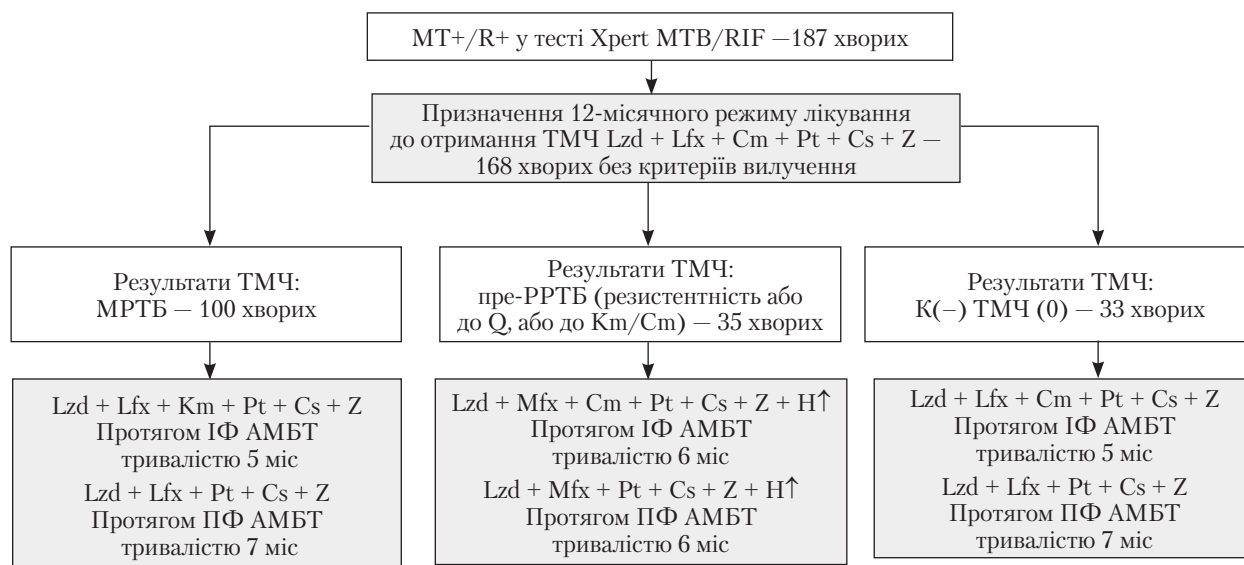 МТ+/R+ у тесті Xpert MTB/RIF —187 хворих
Призначення 12-місячного режиму лікування
до отримання ТМЧ Lzd + Lfx + Cm + Pt + Cs + Z —
168 хворих без критеріїв вилучення
Результати ТМЧ:
МРТБ — 100 хворих
Результати ТМЧ:
пре-РРТБ (резистентність або
до Q, або до Km/Cm) — 35 хворих
Результати ТМЧ:
К(−) ТМЧ (0) — 33 хворих
Lzd + Lfx + Km + Pt + Cs + Z
Протягом ІФ АМБТ
тривалістю 5 міс
Lzd + Lfx + Pt + Cs + Z
Протягом ПФ АМБТ
тривалістю 7 міс
Lzd + Mfx + Cm + Pt + Cs + Z + H↑
Протягом ІФ АМБТ
тривалістю 6 міс
Lzd + Mfx + Pt + Cs + Z + H↑
Протягом ПФ АМБТ
тривалістю 6 міс
Lzd + Lfx + Cm + Pt + Cs + Z
Протягом ІФ АМБТ
тривалістю 5 міс
Lzd + Lfx + Pt + Cs + Z
Протягом ПФ АМБТ
тривалістю 7 міс